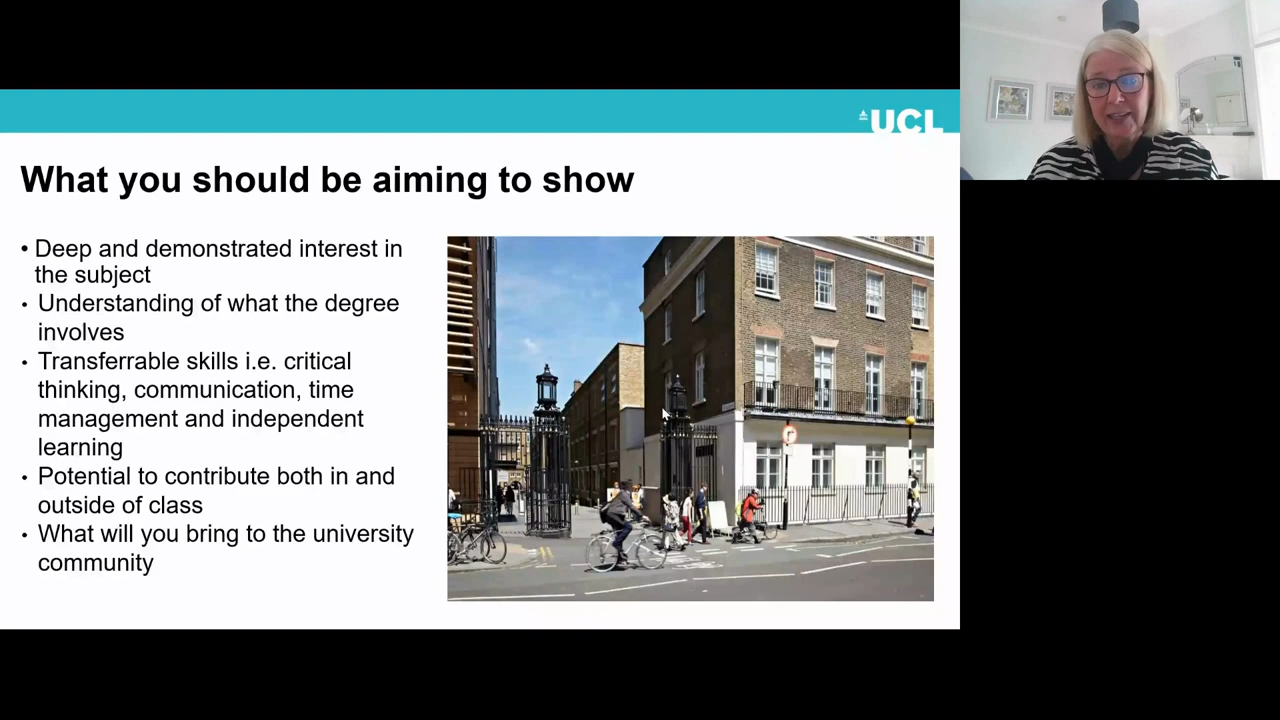 UCL
What you should be aiming to show
• Deep and demonstrated interest in
the subject
• Understanding of what the degree
involves
• Transferrable skills i.e. critical
thinking, communication, time
management and independent
learning
• Potential to contribute both in and
outside of class
• What will you bring to the university
community